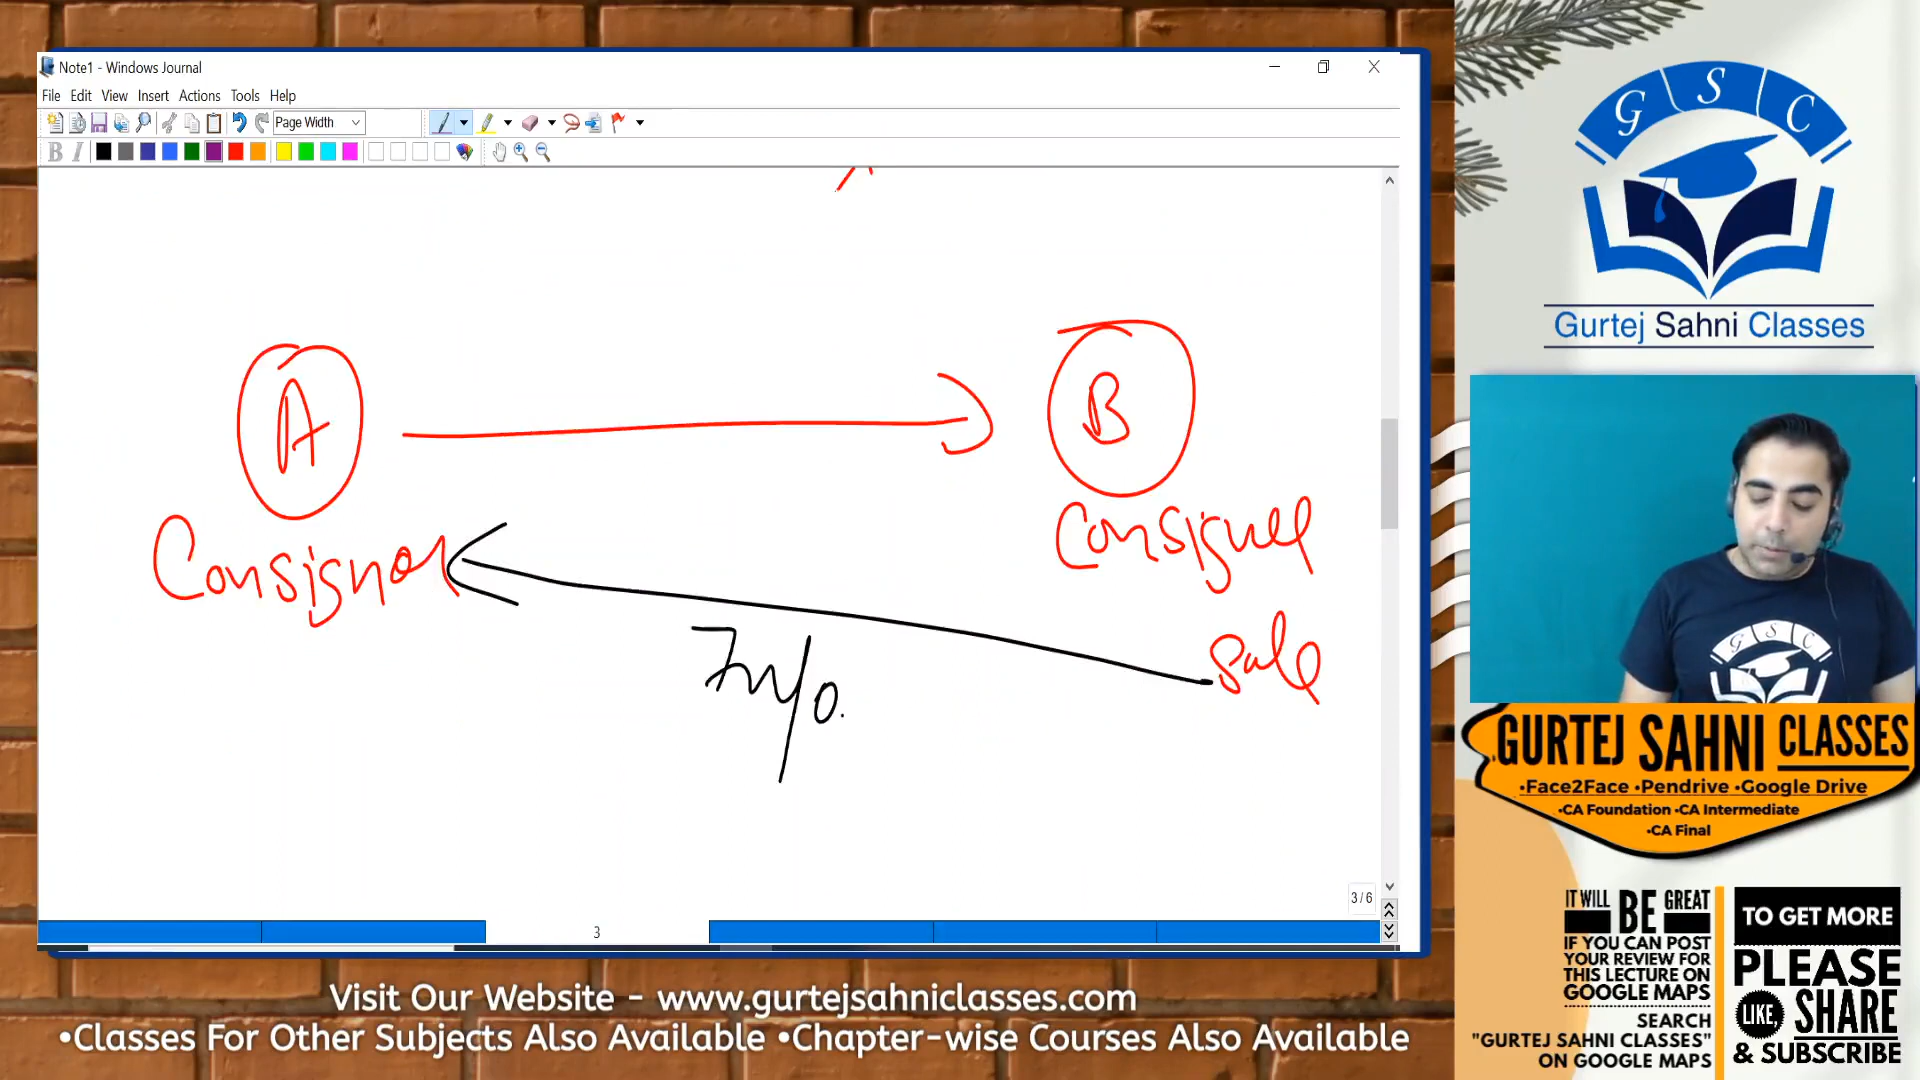 Note1 - Windows Journal
File Edit View Insert Actions Tools Help
Page Width
B I
A
B
Consignor
Consignee
Sale
Info.
3 / 6
3
G S C
Gurtej Sahni Classes
G S C
GURTEJ SAHNI CLASSES
•Face2Face •Pendrive •Google Drive
•CA Foundation •CA Intermediate
•CA Final
IT WILL BE GREAT
IF YOU CAN POST
YOUR REVIEW FOR
THIS LECTURE ON
GOOGLE MAPS
SEARCH
"GURTEJ SAHNI CLASSES"
ON GOOGLE MAPS
TO GET MORE
PLEASE
LIKE, SHARE
& SUBSCRIBE
Visit Our Website - www.gurtejsahniclasses.com
•Classes For Other Subjects Also Available •Chapter-wise Courses Also Available